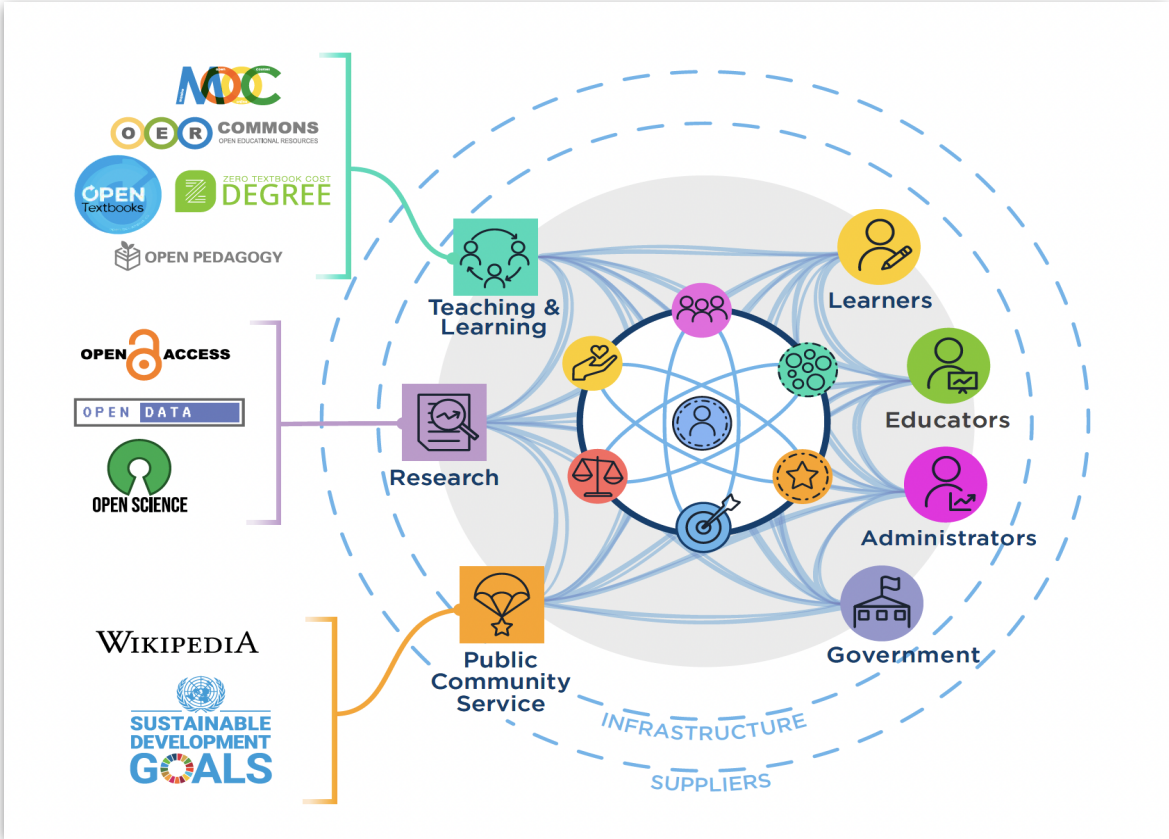 MOOC
OER COMMONS
OPEN EDUCATIONAL RESOURCES
OPEN
Textbooks
ZERO TEXTBOOK COST
DEGREE
OPEN PEDAGOGY
Teaching &
Learning
OPEN ACCESS
OPEN DATA
OPEN SCIENCE
Research
WIKIPEDIA
SUSTAINABLE
DEVELOPMENT
GOALS
Public
Community
Service
Learners
Educators
Administrators
Government
INFRASTRUCTURE
SUPPLIERS